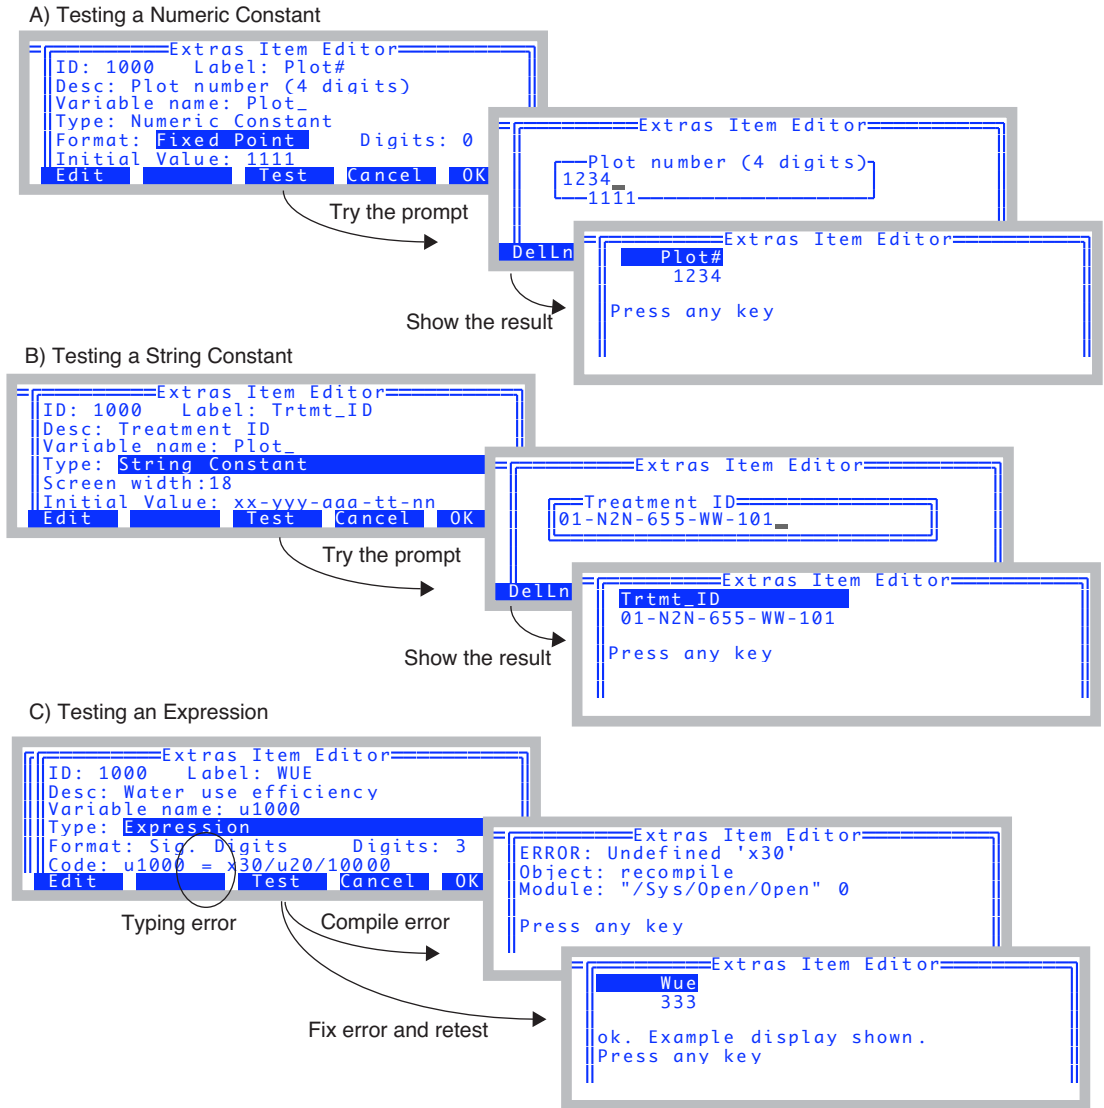 A) Testing a Numeric Constant
Extras Item Editor
ID: 1000 Label: Plot#
Desc: Plot number (4 digits)
Variable name: Plot_
Type: Numeric Constant
Format: Fixed Point Digits: 0
Initial Value: 1111
Edit Test Cancel OK
Try the prompt
Extras Item Editor
Plot number (4 digits)
1234
1111
DelLn
Show the result
Extras Item Editor
Plot#
1234
Press any key
B) Testing a String Constant
Extras Item Editor
ID: 1000 Label: Trtmt_ID
Desc: Treatment ID
Variable name: Plot_
Type: String Constant
Screen width:18
Initial Value: xx-yyy-aaa-tt-nn
Edit Test Cancel OK
Try the prompt
Extras Item Editor
Treatment ID
01-N2N-655-WW-101
DelLn
Show the result
Extras Item Editor
Trtmt_ID
01-N2N-655-WW-101
Press any key
C) Testing an Expression
Extras Item Editor
ID: 1000 Label: WUE
Desc: Water use efficiency
Variable name: u1000
Type: Expression
Format: Sig. Digits Digits: 3
Code: u1000 = x30/u20/10000
Edit Test Cancel OK
Typing error
Compile error
Extras Item Editor
ERROR: Undefined 'x30'
Object: recompile
Module: "/Sys/Open/Open" 0
Press any key
Fix error and retest
Extras Item Editor
Wue
333
ok. Example display shown.
Press any key